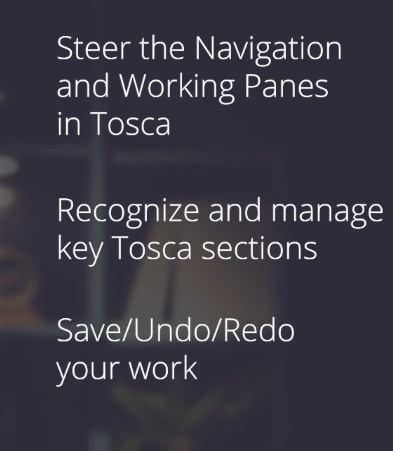 Steer the Navigation
and Working Panes
in Tosca
Recognize and manage
key Tosca sections
Save/Undo/Redo
your work